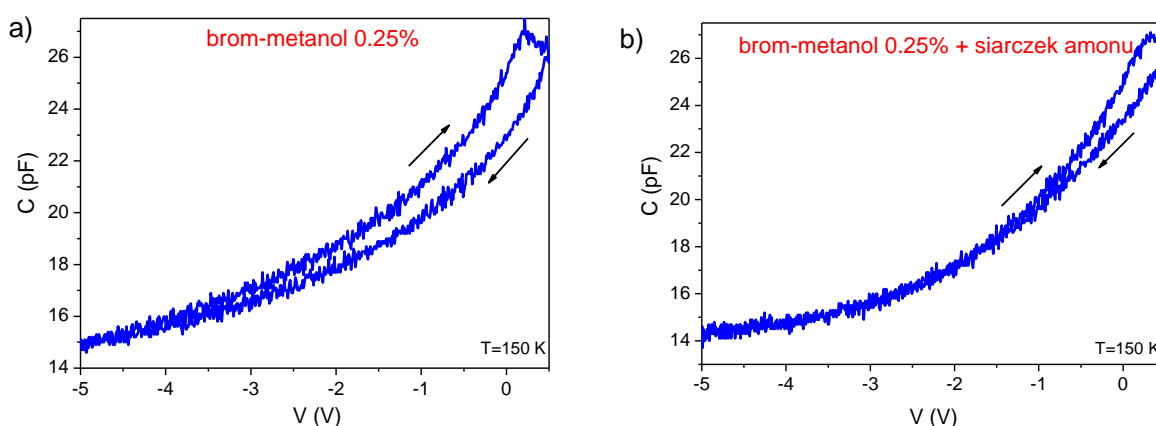 a)
brom-metanol 0.25%
C (pF)
26
24
22
20
18
16
14
-5
-4
-3
-2
-1
0
V (V)
T=150 K
b)
brom-metanol 0.25% + siarczek amonu
C (pF)
26
24
22
20
18
16
14
-5
-4
-3
-2
-1
0
V (V)
T=150 K